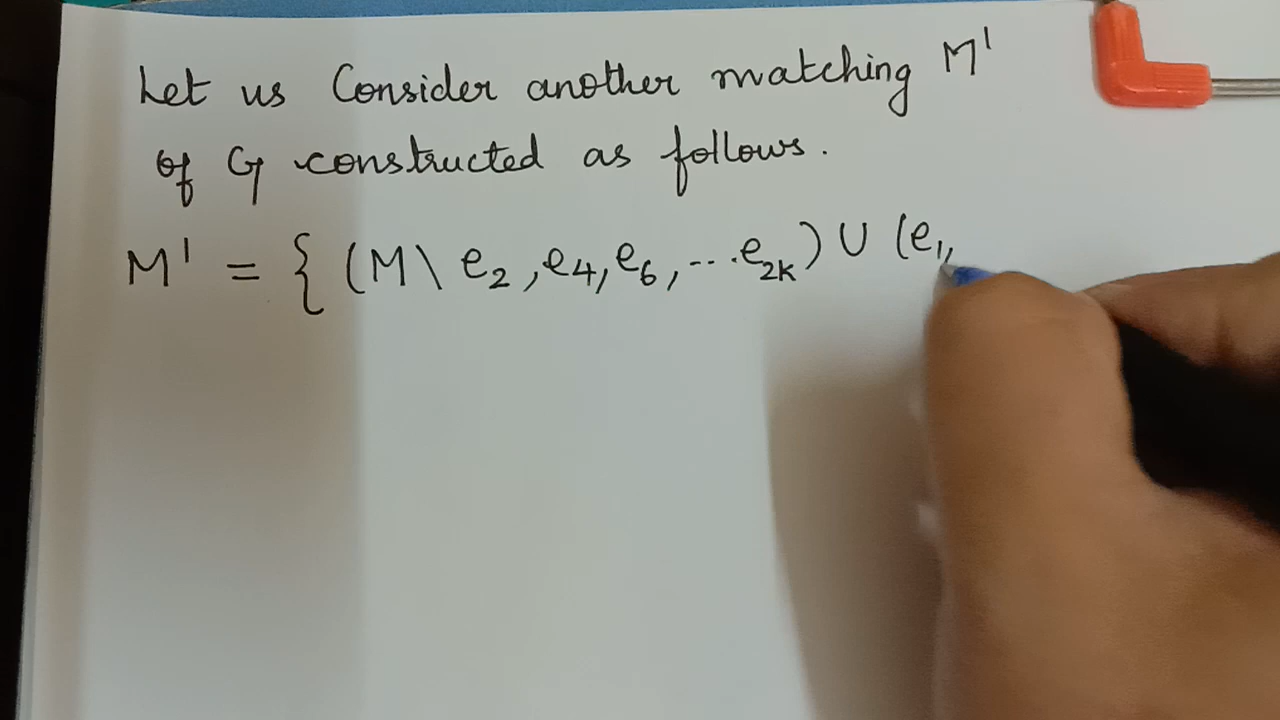 Let us Consider another matching M'
of G constructed as follows.
M' = { (M \ e₂, e₄, e₆, ... e₂ₖ) ∪ (e₁,